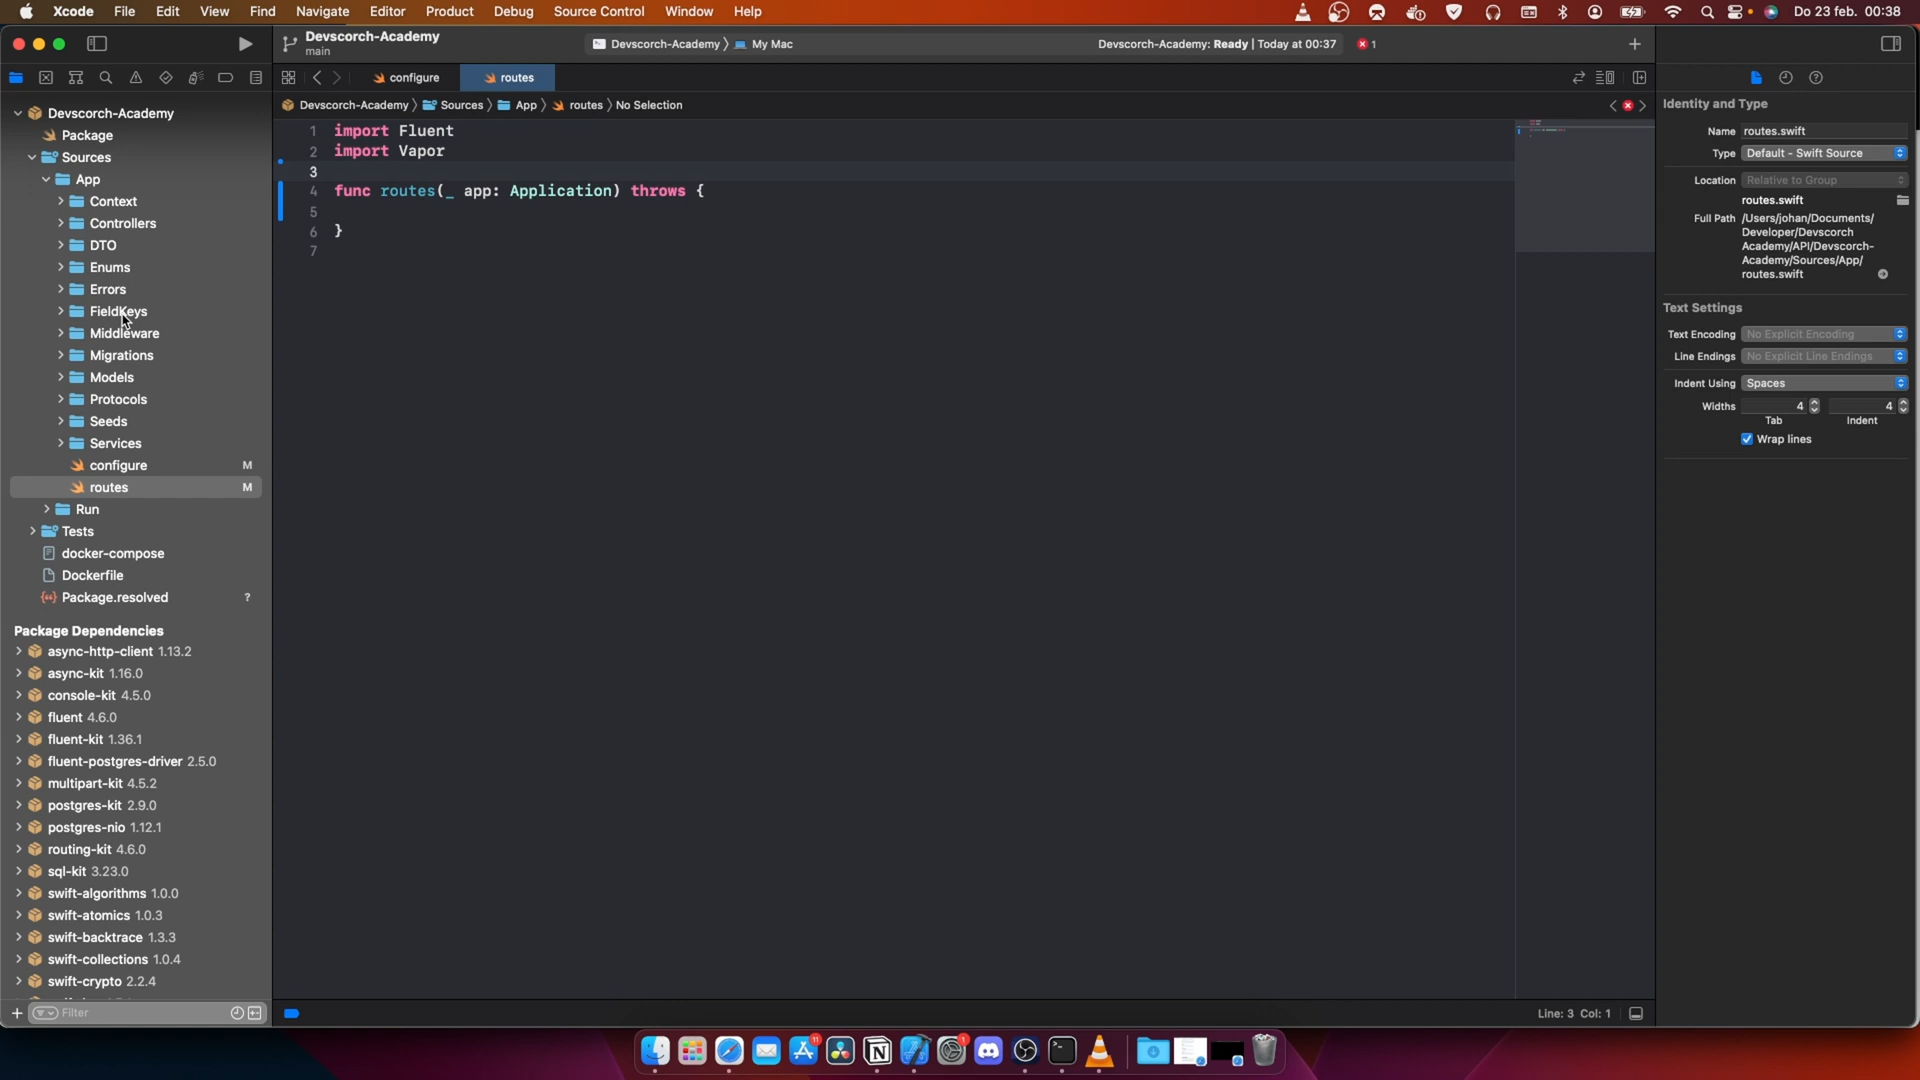 Xcode File Edit View Find Navigate Editor Product Debug Source Control Window Help Do 23 feb. 00:38
Devscorch-Academy
main
Devscorch-Academy My Mac
Devscorch-Academy: Ready | Today at 00:37 1
configure routes
Devscorch-Academy Sources App routes No Selection
1 import Fluent
2 import Vapor
3
4 func routes(_ app: Application) throws {
5
6 }
7
Devscorch-Academy
Package
Sources
App
Context
Controllers
DTO
Enums
Errors
FieldKeys
Middleware
Migrations
Models
Protocols
Seeds
Services
configure M
routes M
Run
Tests
docker-compose
Dockerfile
Package.resolved ?
Package Dependencies
async-http-client 1.13.2
async-kit 1.16.0
console-kit 4.5.0
fluent 4.6.0
fluent-kit 1.36.1
fluent-postgres-driver 2.5.0
multipart-kit 4.5.2
postgres-kit 2.9.0
postgres-nio 1.12.1
routing-kit 4.6.0
sql-kit 3.23.0
swift-algorithms 1.0.0
swift-atomics 1.0.3
swift-backtrace 1.3.3
swift-collections 1.0.4
swift-crypto 2.2.4
Filter
Line: 3 Col: 1
Identity and Type
Name routes.swift
Type Default - Swift Source
Location Relative to Group
routes.swift
Full Path /Users/johan/Documents/
Developer/Devscorch
Academy/API/Devscorch-
Academy/Sources/App/
routes.swift
Text Settings
Text Encoding No Explicit Encoding
Line Endings No Explicit Line Endings
Indent Using Spaces
Widths 4 4
Tab Indent
Wrap lines
11
1